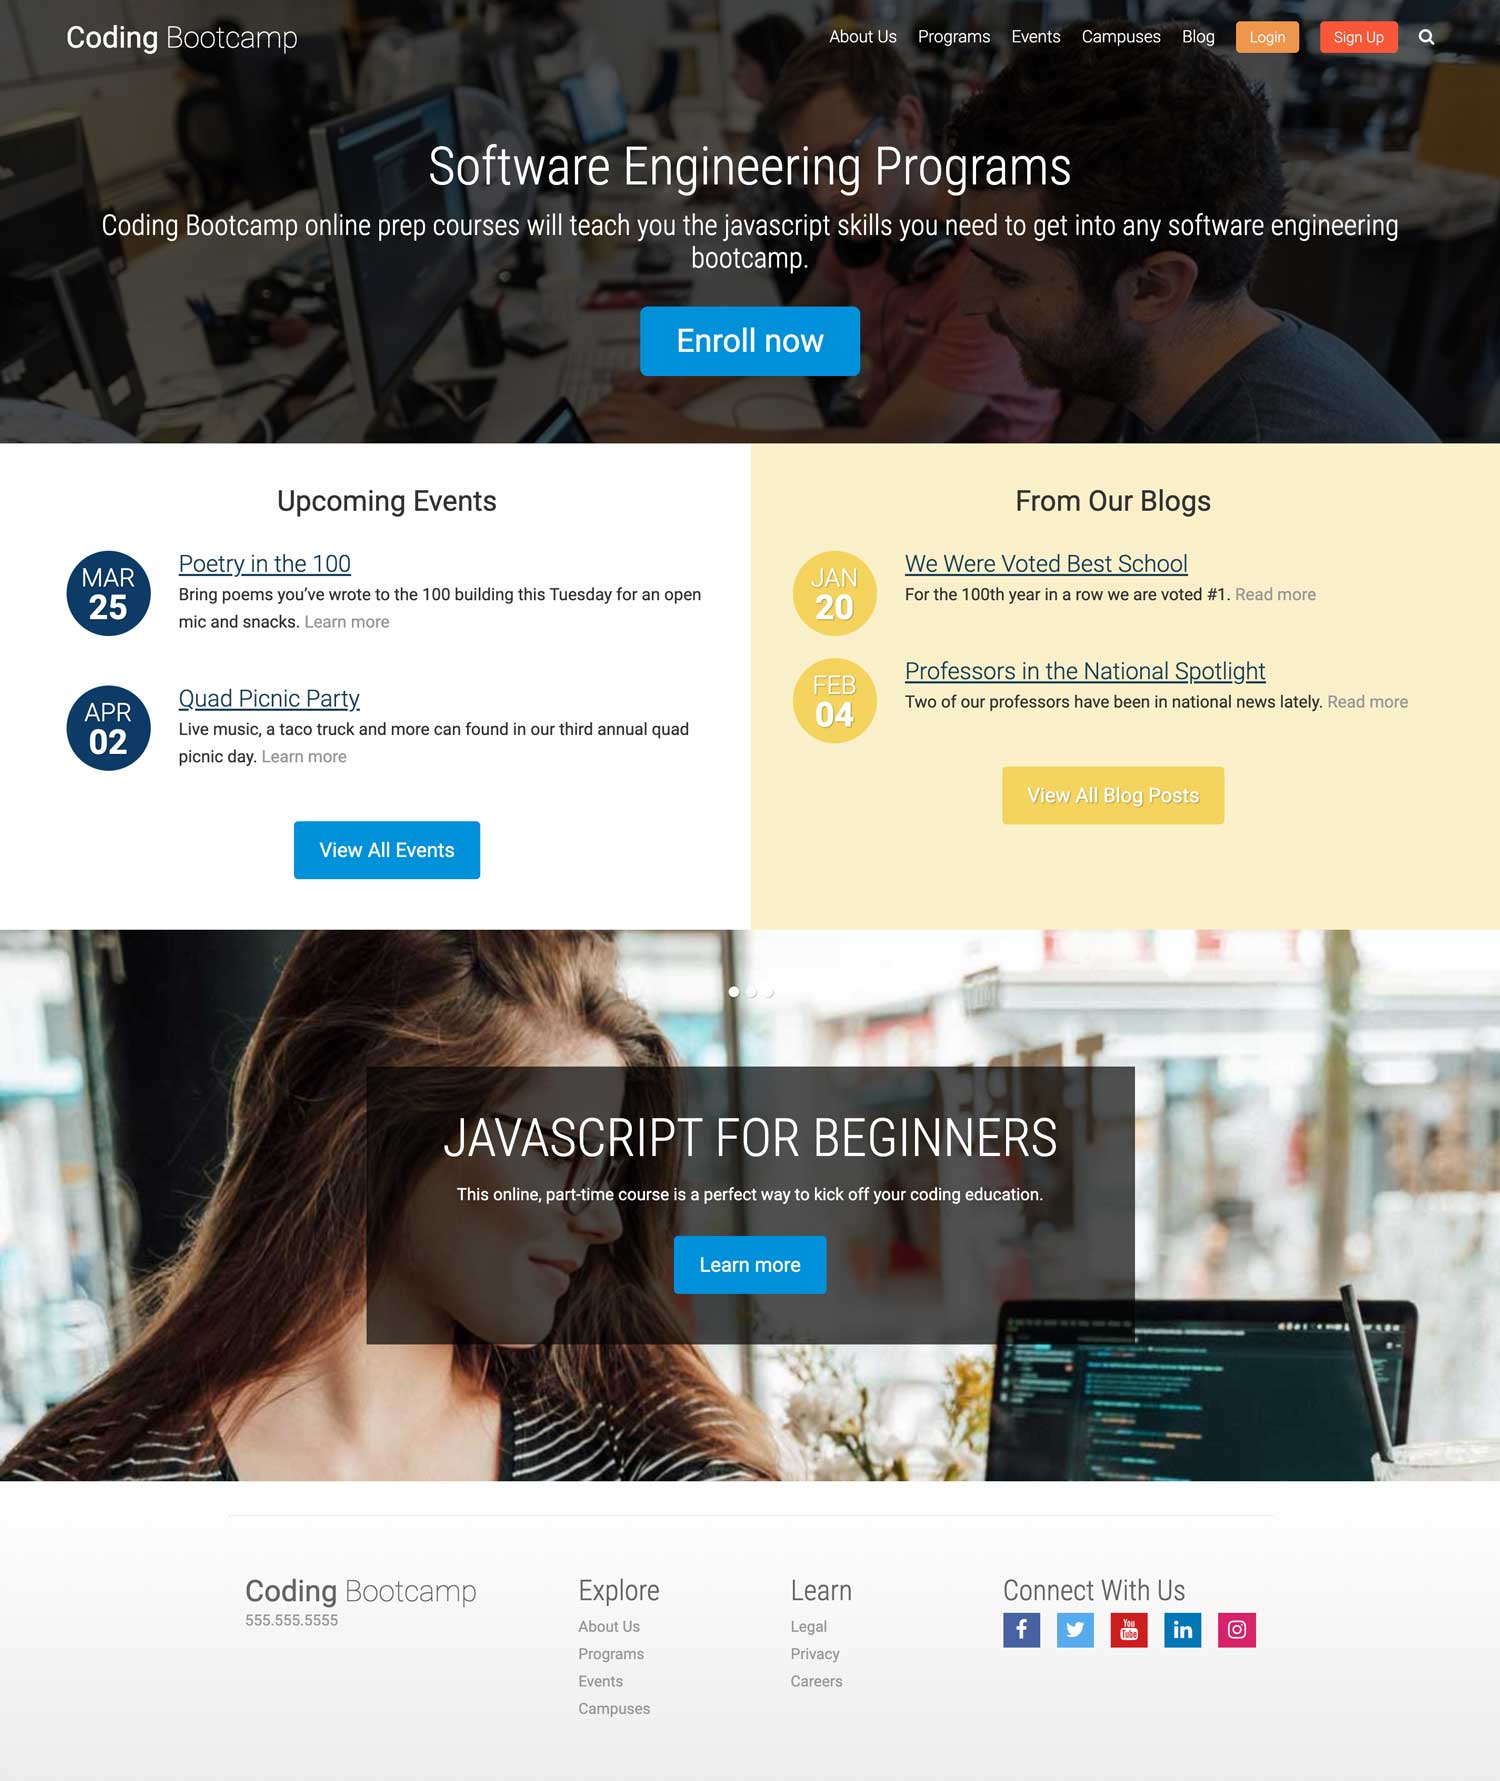 Coding Bootcamp
About Us Programs Events Campuses Blog Login Sign Up
Software Engineering Programs
Coding Bootcamp online prep courses will teach you the javascript skills you need to get into any software engineering
bootcamp.
Enroll now
Upcoming Events
MAR
25
Poetry in the 100
Bring poems you’ve wrote to the 100 building this Tuesday for an open
mic and snacks. Learn more
APR
02
Quad Picnic Party
Live music, a taco truck and more can found in our third annual quad
picnic day. Learn more
View All Events
From Our Blogs
JAN
20
We Were Voted Best School
For the 100th year in a row we are voted #1. Read more
FEB
04
Professors in the National Spotlight
Two of our professors have been in national news lately. Read more
View All Blog Posts
JAVASCRIPT FOR BEGINNERS
This online, part-time course is a perfect way to kick off your coding education.
Learn more
Coding Bootcamp
555.555.5555
Explore
About Us
Programs
Events
Campuses
Learn
Legal
Privacy
Careers
Connect With Us
f
You
Tube
in